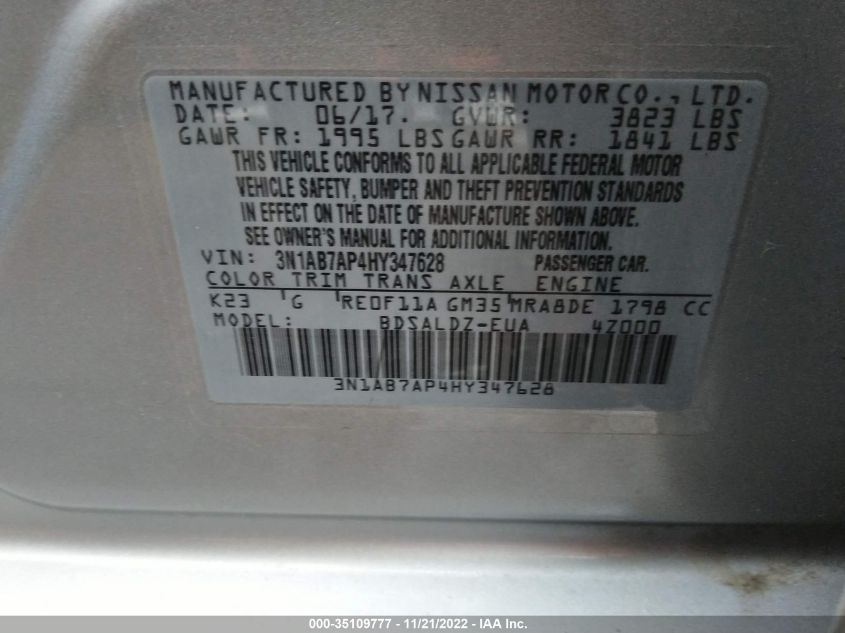 MANUFACTURED BY NISSAN MOTOR CO., LTD.
DATE: 06/17. GVWR: 3823 LBS
GAWR FR: 1995 LBS GAWR RR: 1841 LBS
THIS VEHICLE CONFORMS TO ALL APPLICABLE FEDERAL MOTOR
VEHICLE SAFETY, BUMPER AND THEFT PREVENTION STANDARDS
IN EFFECT ON THE DATE OF MANUFACTURE SHOWN ABOVE.
SEE OWNER'S MANUAL FOR ADDITIONAL INFORMATION.
VIN: 3N1AB7AP4HY347628 PASSENGER CAR.
COLOR TRIM TRANS AXLE ENGINE
K23 G RE0F11A GM35 MRA8DE 1798 CC
MODEL: BDSALDZ-EUA 4Z000
3N1AB7AP4HY347628
000-35109777 - 11/21/2022 - IAA Inc.